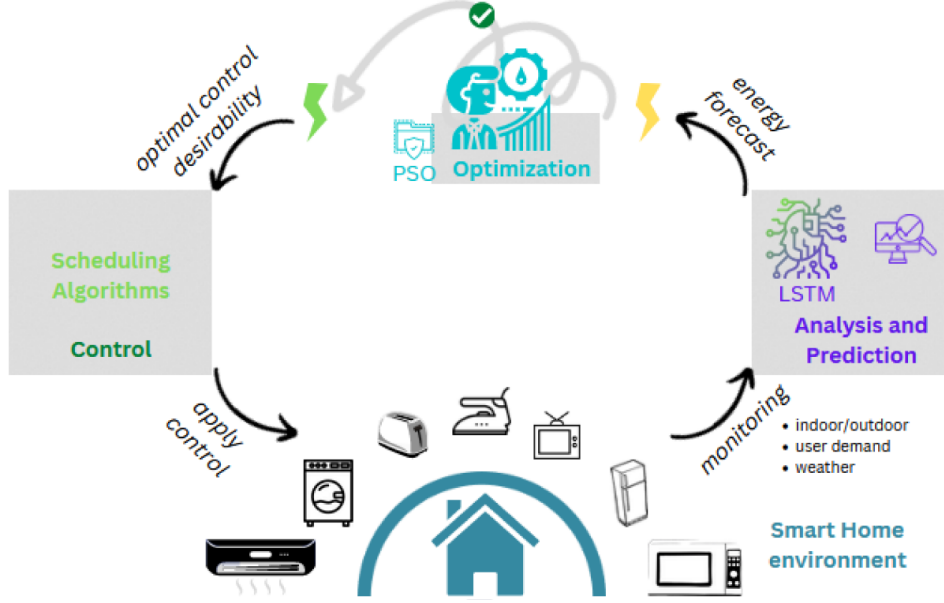 optimal control
desirability
energy
forecast
PSO
Optimization
Scheduling
Algorithms
Control
LSTM
Analysis and
Prediction
apply
control
monitoring
• indoor/outdoor
• user demand
• weather
Smart Home
environment